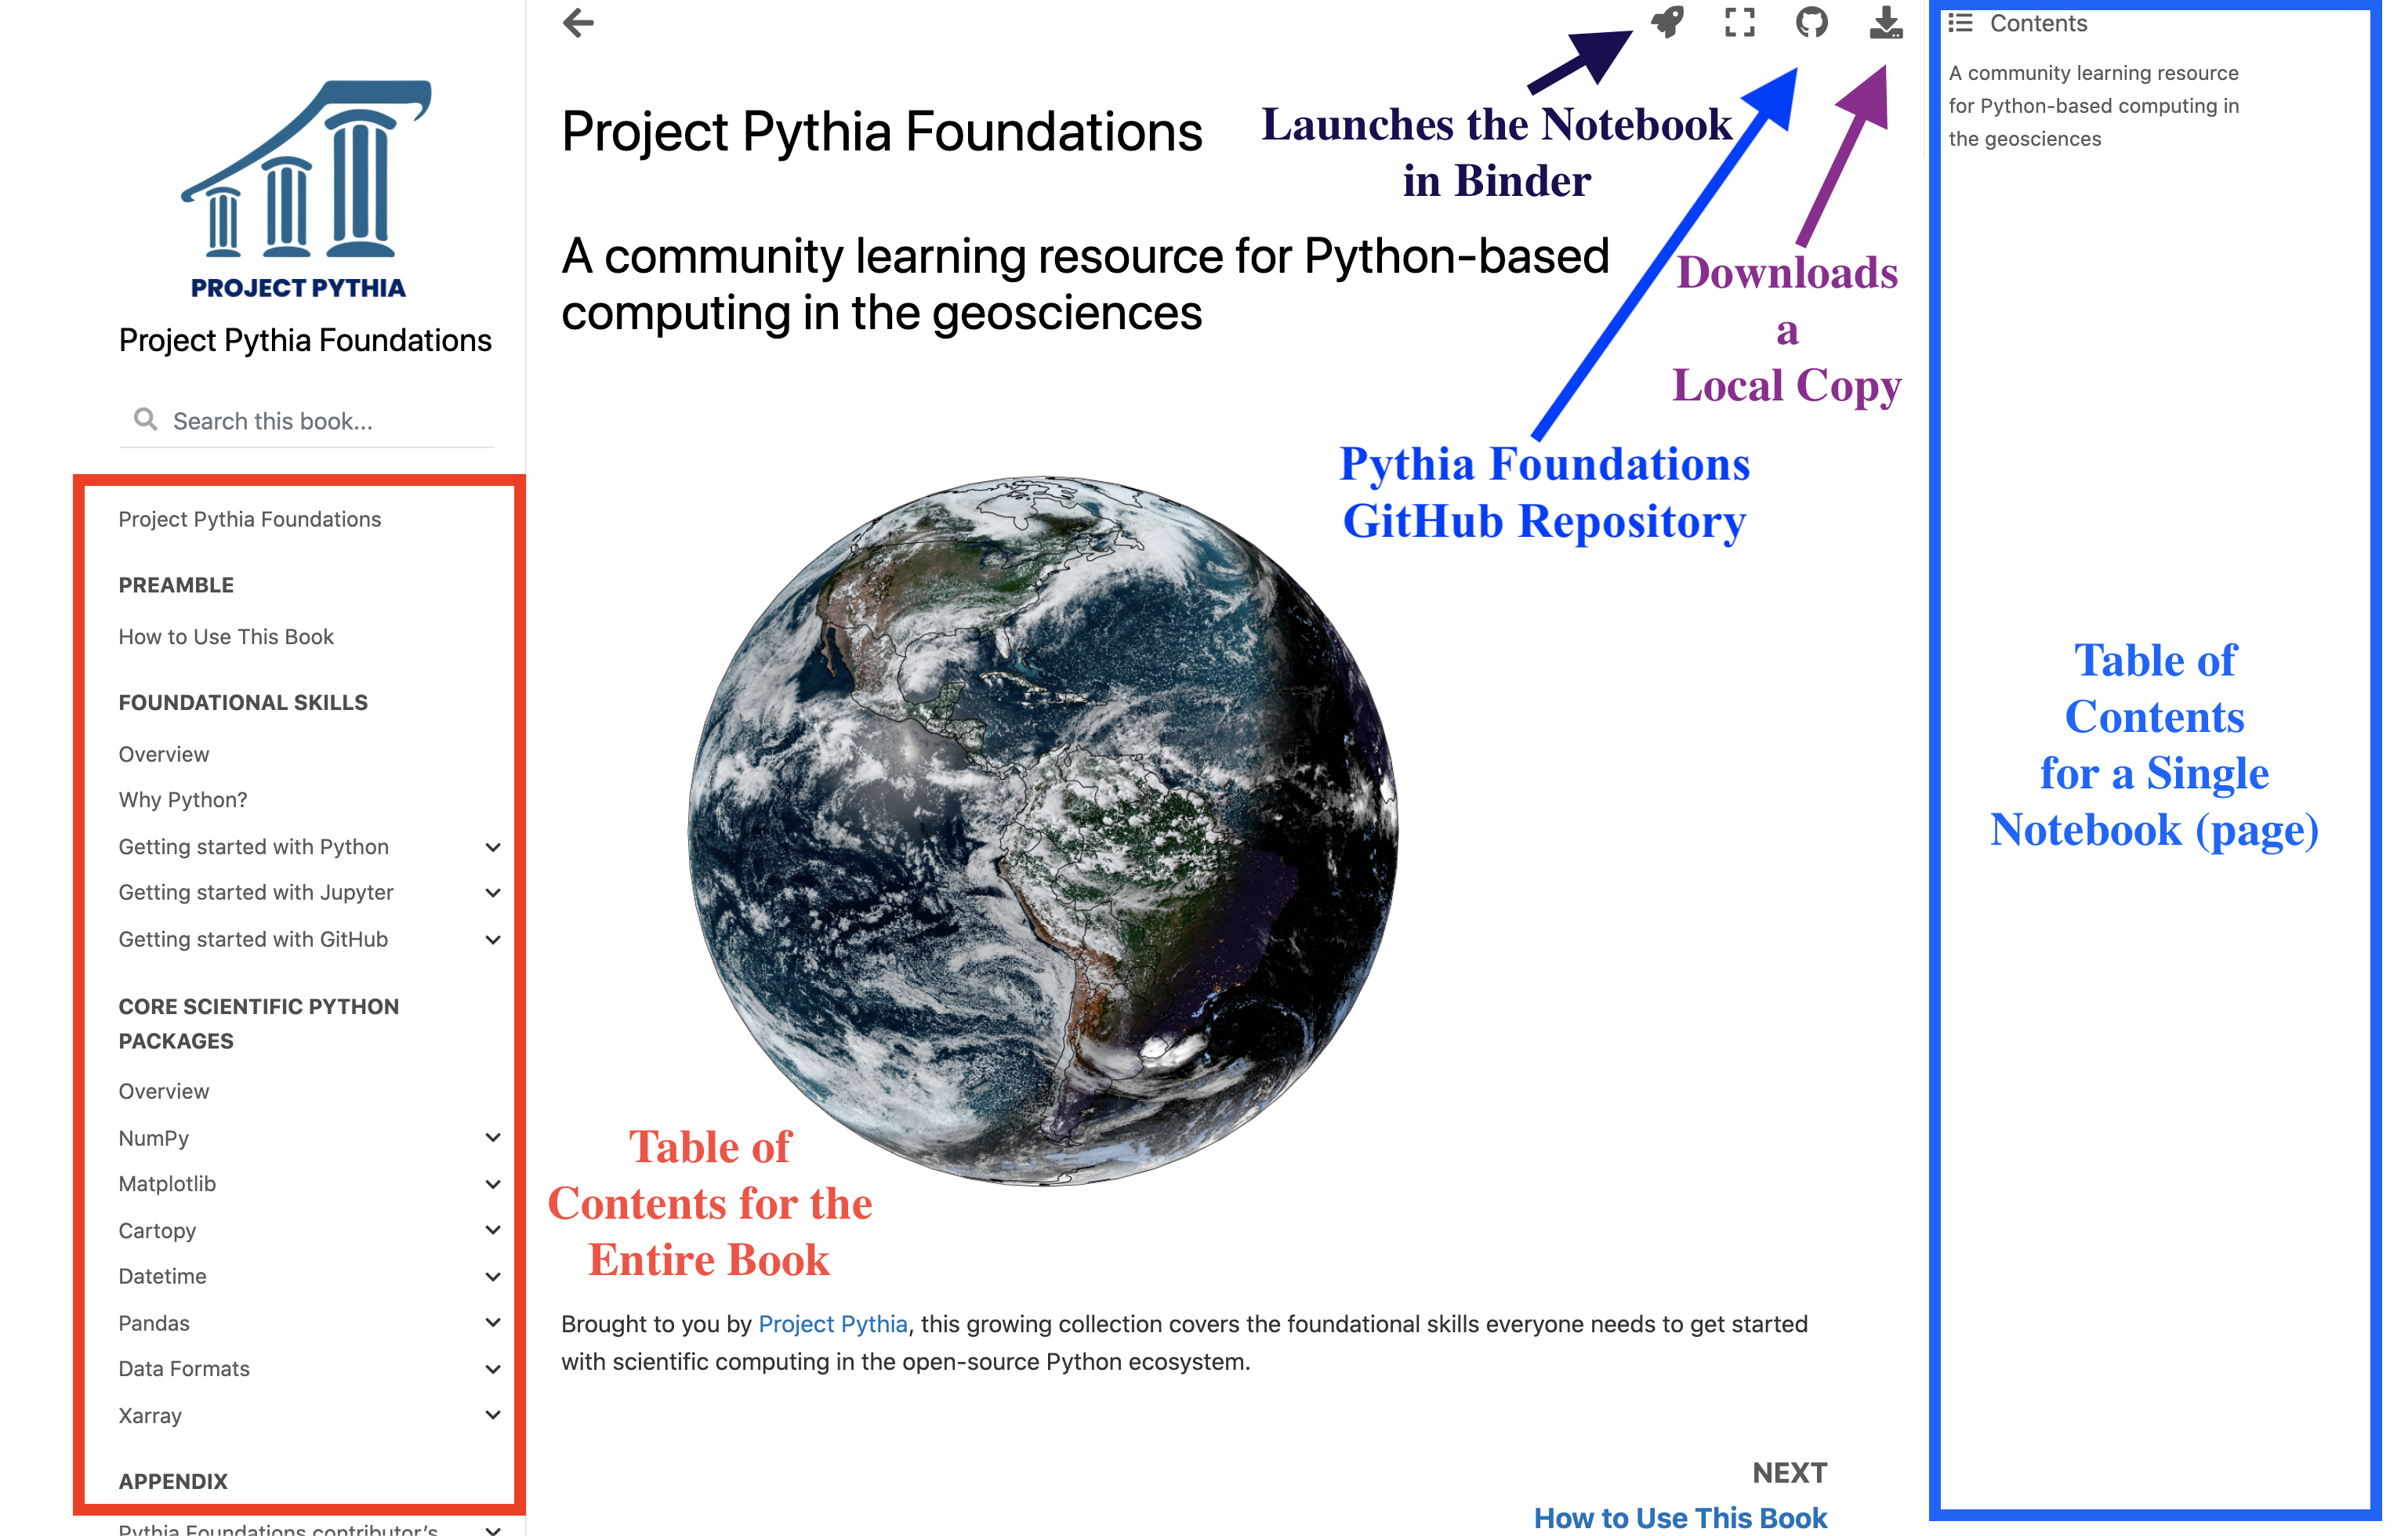 PROJECT PYTHIA
Project Pythia Foundations
Search this book...
Project Pythia Foundations
PREAMBLE
How to Use This Book
FOUNDATIONAL SKILLS
Overview
Why Python?
Getting started with Python
Getting started with Jupyter
Getting started with GitHub
CORE SCIENTIFIC PYTHON
PACKAGES
Overview
NumPy
Matplotlib
Cartopy
Datetime
Pandas
Data Formats
Xarray
APPENDIX
Pythia Foundations contributor's
Project Pythia Foundations
Launches the Notebook
in Binder
A community learning resource for Python-based
computing in the geosciences
Downloads
a
Local Copy
Pythia Foundations
GitHub Repository
Table of
Contents for the
Entire Book
Brought to you by Project Pythia, this growing collection covers the foundational skills everyone needs to get started
with scientific computing in the open-source Python ecosystem.
NEXT
How to Use This Book
Contents
A community learning resource
for Python-based computing in
the geosciences
Table of
Contents
for a Single
Notebook (page)